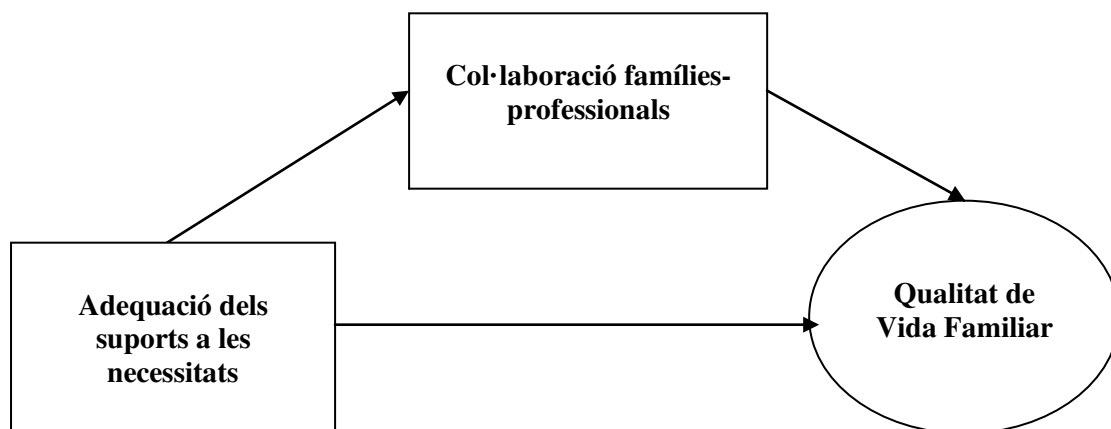 Col·laboració famílies-
professionals
Adequació dels
suports a les
necessitats
Qualitat de
Vida Familiar